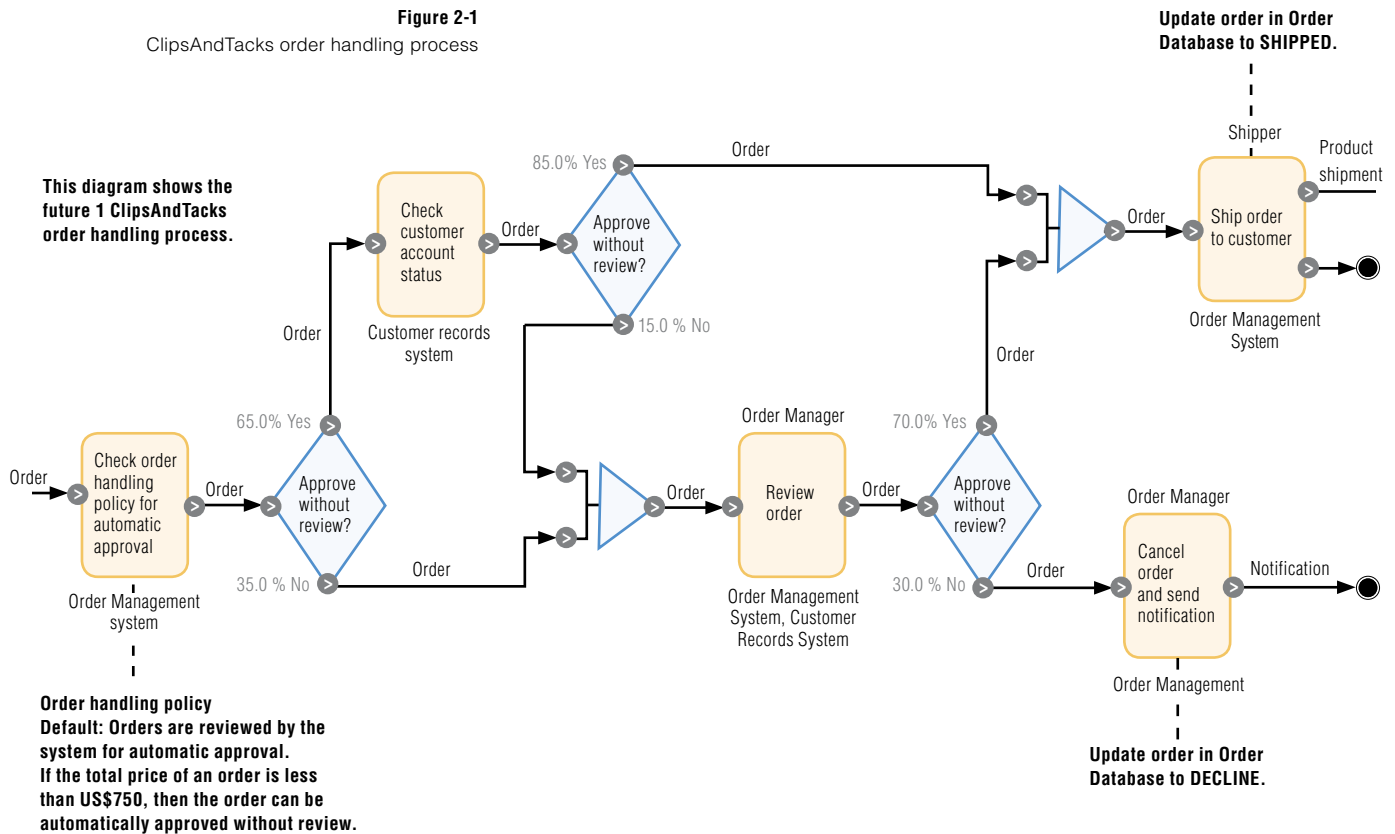 Figure 2-1
ClipsAndTacks order handling process
This diagram shows the
future 1 ClipsAndTacks
order handling process.
Update order in Order
Database to SHIPPED.
Order
Check order
handling
policy for
automatic
approval
Order Management
system
Order handling policy
Default: Orders are reviewed by the
system for automatic approval.
If the total price of an order is less
than US$750, then the order can be
automatically approved without review.
Order
65.0% Yes
Approve
without
review?
35.0 % No
Order
Check
customer
account
status
Customer records
system
Order
85.0% Yes
Approve
without
review?
15.0 % No
Order
Order
Order
Order Manager
Review
order
Order Management
System, Customer
Records System
Order
70.0% Yes
Approve
without
review?
30.0 % No
Order
Order
Shipper
Ship order
to customer
Order Management
System
Product
shipment
Order
Order Manager
Cancel
order
and send
notification
Order Management
Notification
Update order in Order
Database to DECLINE.